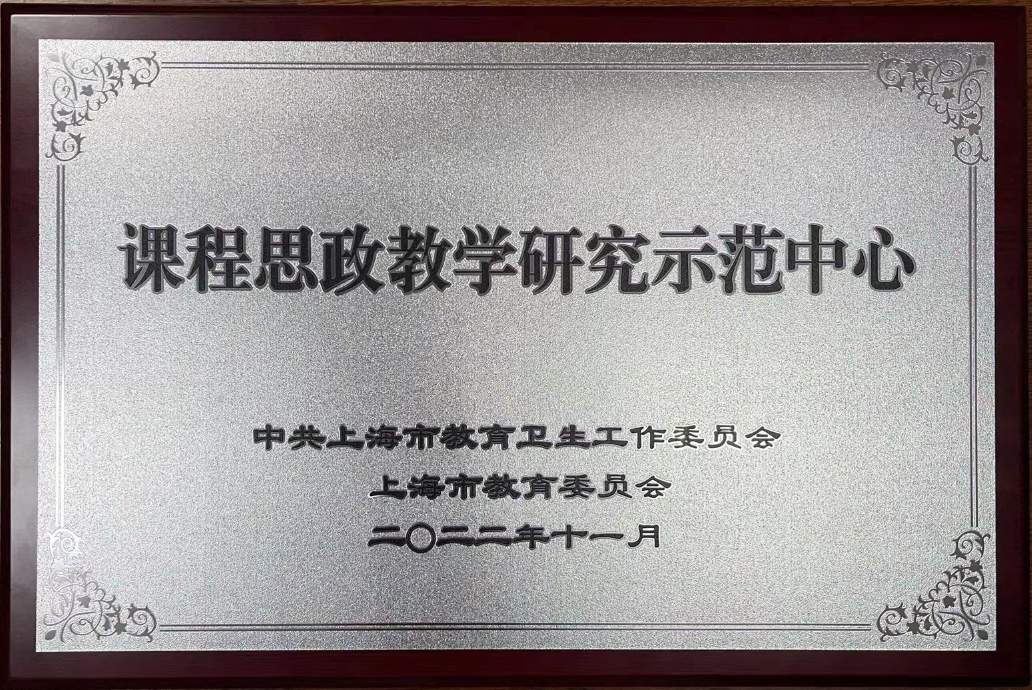 课程思政教学研究示范中心
中共上海市教育卫生工作委员会
上海市教育委员会
二〇二二年十一月